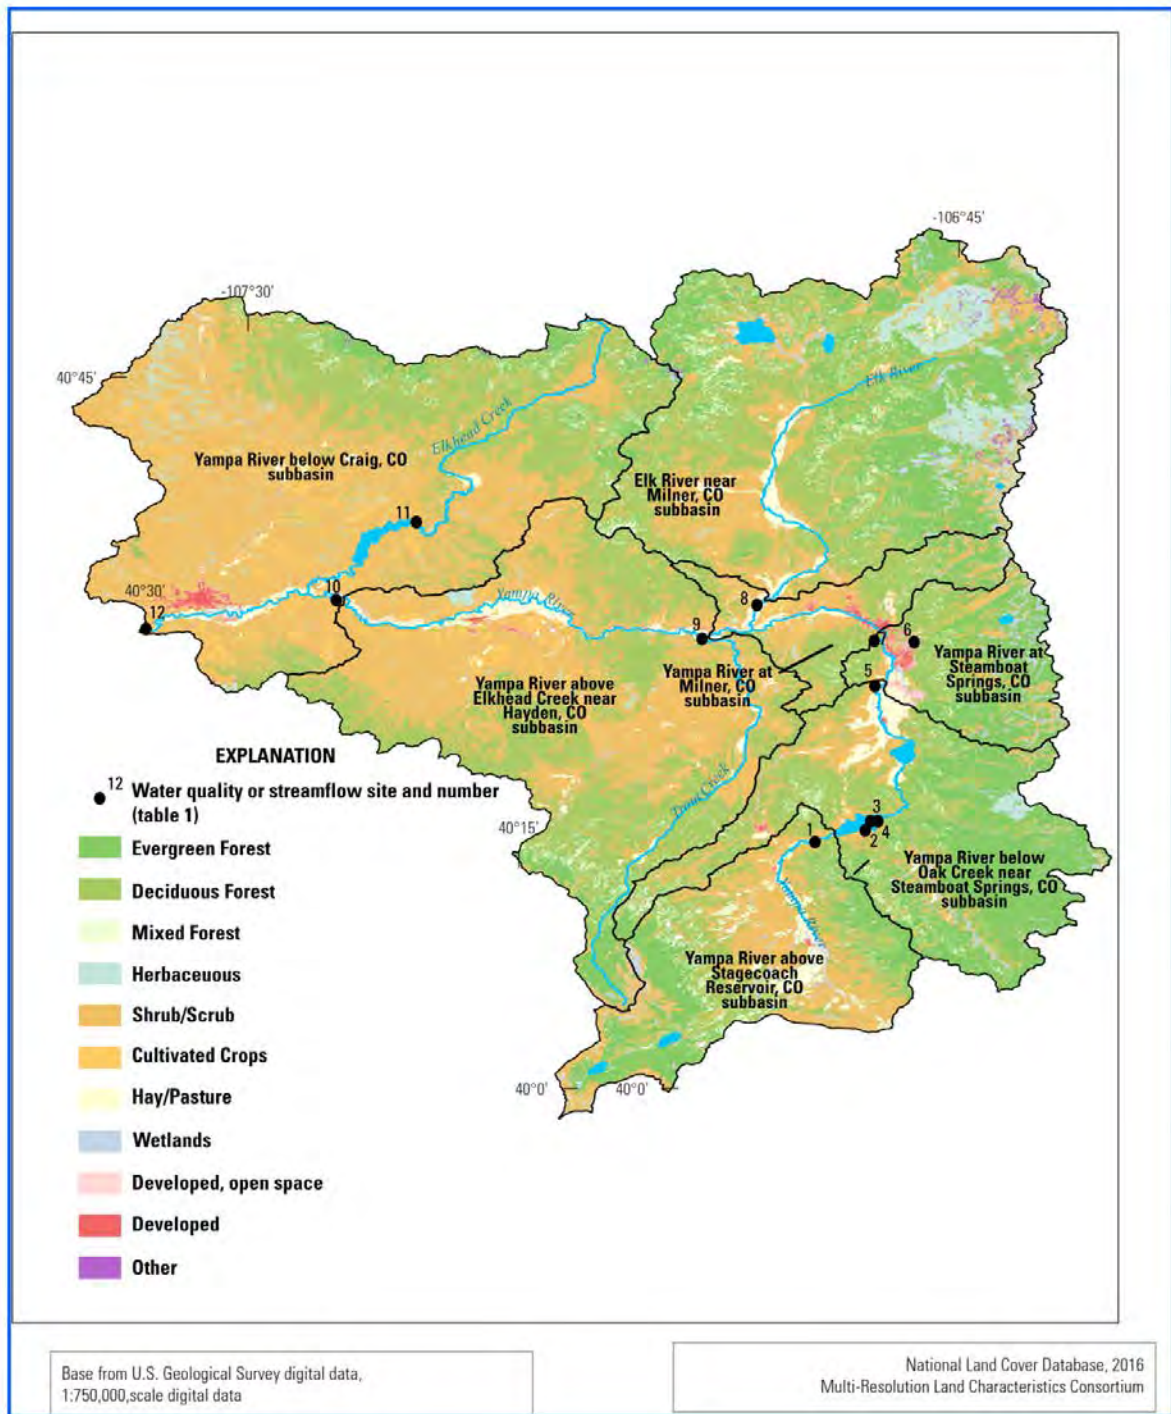 -106°45'
-107°30'
40°45'
Elk River
Elkhead Creek
Yampa River below Craig, CO
subbasin
Elk River near
Milner, CO
subbasin
11
40°30'
10
12
Yampa River
8
9
7
6
5
Yampa River at
Steamboat
Springs, CO
subbasin
Yampa River at
Milner, CO
subbasin
Yampa River above
Elkhead Creek near
Hayden, CO
subbasin
Trout Creek
EXPLANATION
12 Water quality or streamflow site and number
(table 1)
40°15'
1
3
4
2
Yampa River below
Oak Creek near
Steamboat Springs, CO
subbasin
Yampa River
Yampa River above
Stagecoach
Reservoir, CO
subbasin
Evergreen Forest
Deciduous Forest
Mixed Forest
Herbaceuous
Shrub/Scrub
Cultivated Crops
Hay/Pasture
Wetlands
Developed, open space
Developed
Other
40°0'
40°0'
Base from U.S. Geological Survey digital data,
1:750,000,scale digital data
National Land Cover Database, 2016
Multi-Resolution Land Characteristics Consortium